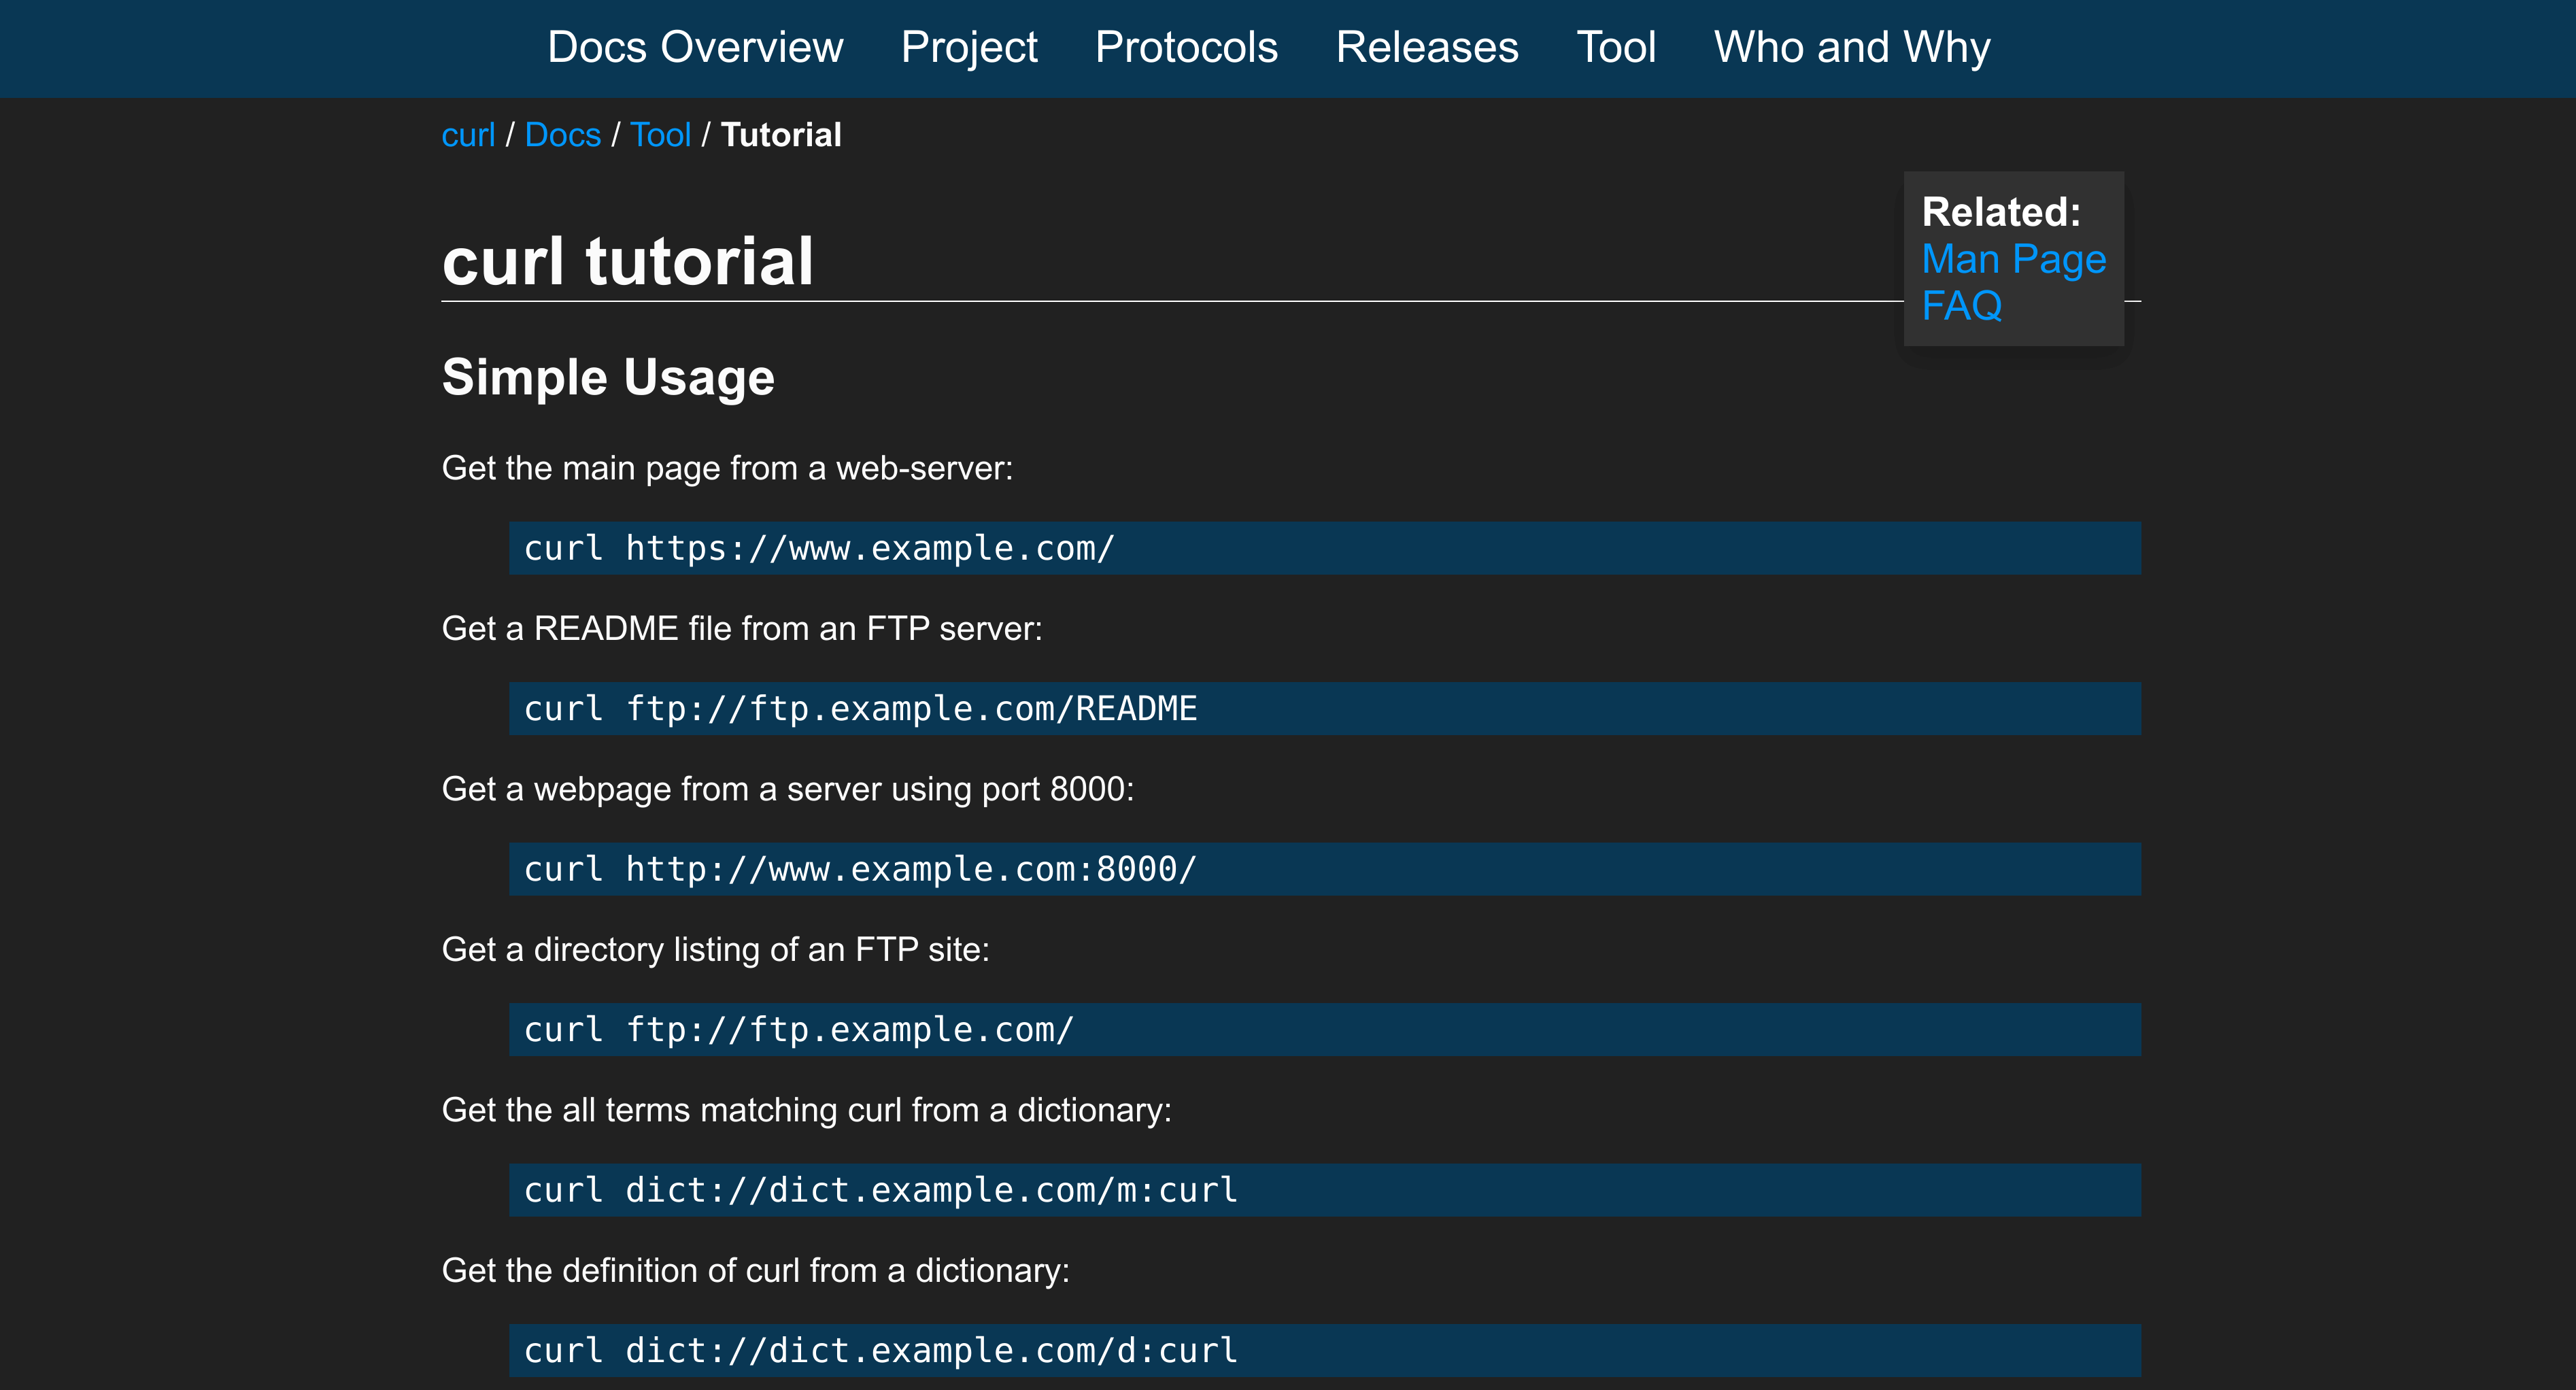 Docs Overview Project Protocols Releases Tool Who and Why
curl / Docs / Tool / Tutorial
Related:
Man Page
FAQ
curl tutorial
Simple Usage
Get the main page from a web-server:
curl https://www.example.com/
Get a README file from an FTP server:
curl ftp://ftp.example.com/README
Get a webpage from a server using port 8000:
curl http://www.example.com:8000/
Get a directory listing of an FTP site:
curl ftp://ftp.example.com/
Get the all terms matching curl from a dictionary:
curl dict://dict.example.com/m:curl
Get the definition of curl from a dictionary:
curl dict://dict.example.com/d:curl